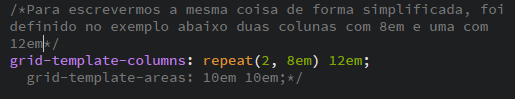 /*Para escrevermos a mesma coisa de forma simplificada, foi
definido no exemplo abaixo duas colunas com 8em e uma com
12em*/
grid-template-columns: repeat(2, 8em) 12em;
grid-template-areas: 10em 10em;*/